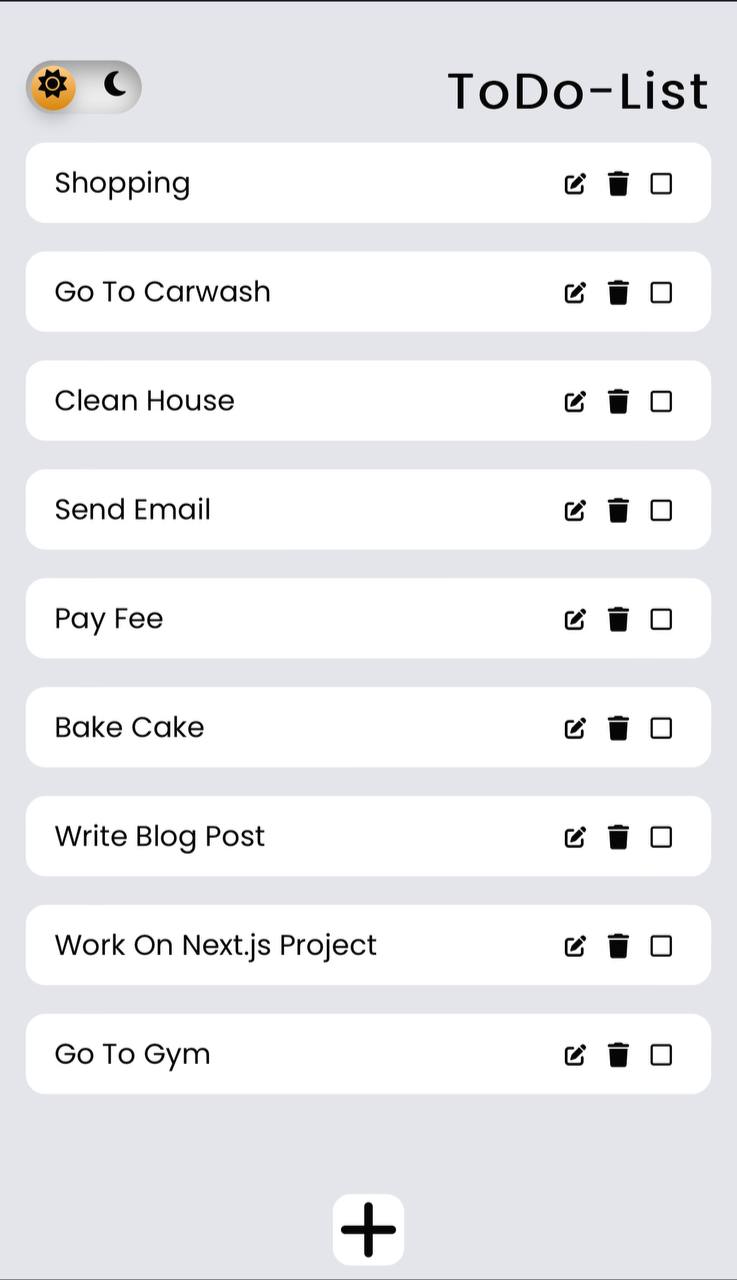 ToDo-List
Shopping
Go To Carwash
Clean House
Send Email
Pay Fee
Bake Cake
Write Blog Post
Work On Next.js Project
Go To Gym